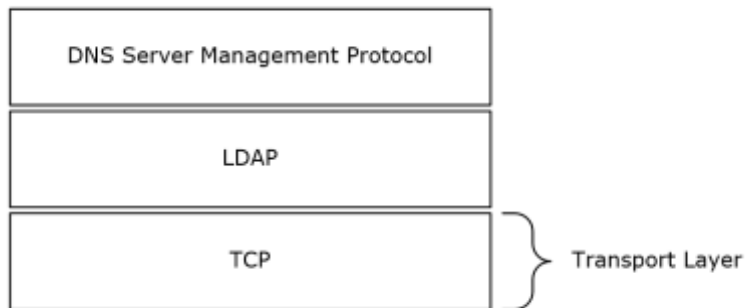 DNS Server Management Protocol
LDAP
TCP
Transport Layer